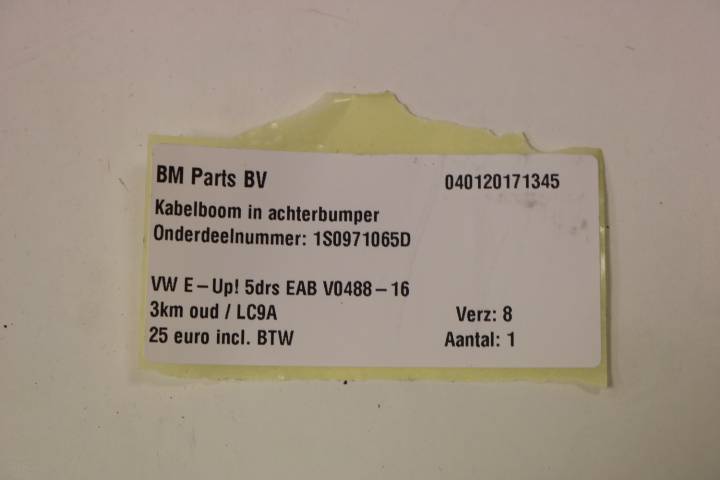 BM Parts BV 040120171345
Kabelboom in achterbumper
Onderdeelnummer: 1S0971065D
VW E-Up! 5drs EAB V0488-16
3km oud / LC9A Verz: 8
25 euro incl. BTW Aantal: 1